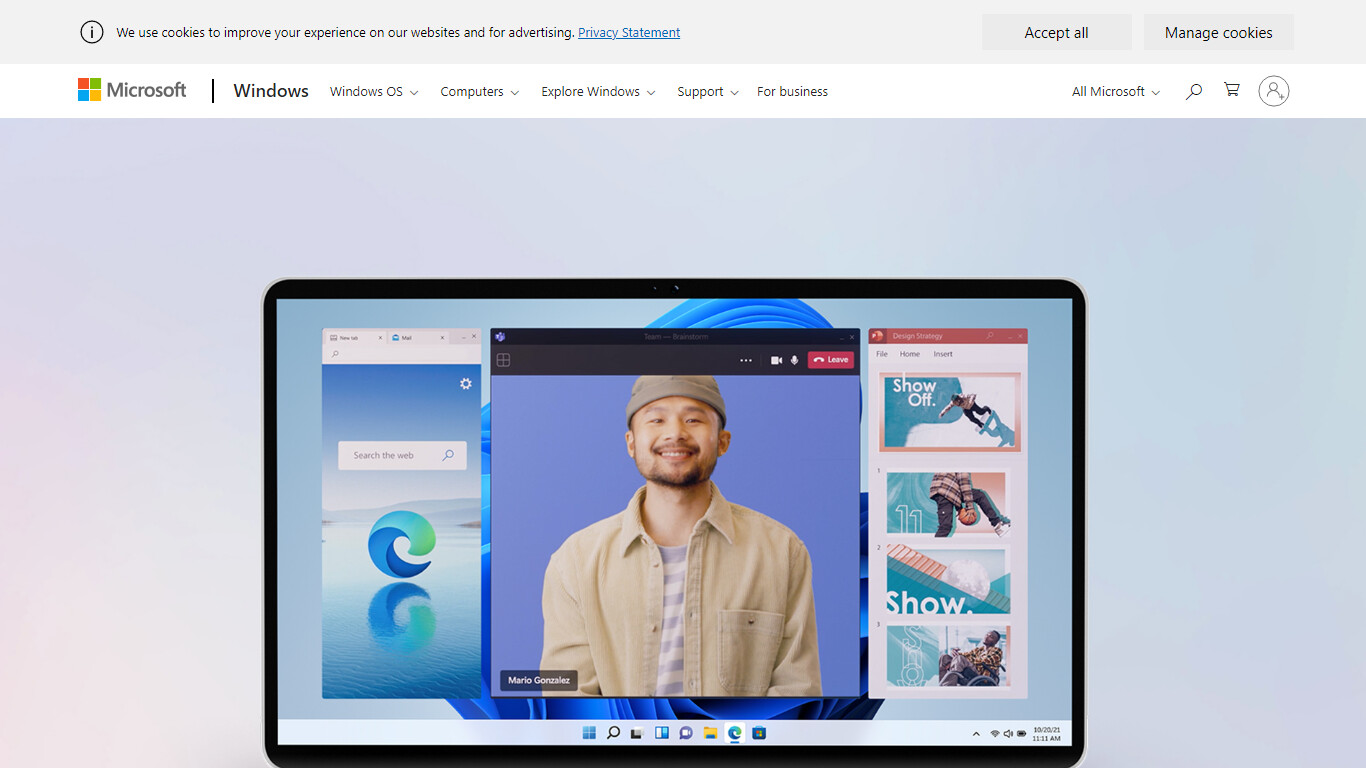 We use cookies to improve your experience on our websites and for advertising. Privacy Statement
Accept all
Manage cookies
Microsoft
Windows
Windows OS
Computers
Explore Windows
Support
For business
All Microsoft
New tab
Mail
Search the web
Team — Brainstorm
Leave
Mario Gonzalez
Design Strategy
File Home Insert
Show
Off.
1
11
2
Show.
3
Sho
10/20/21
11:11 AM